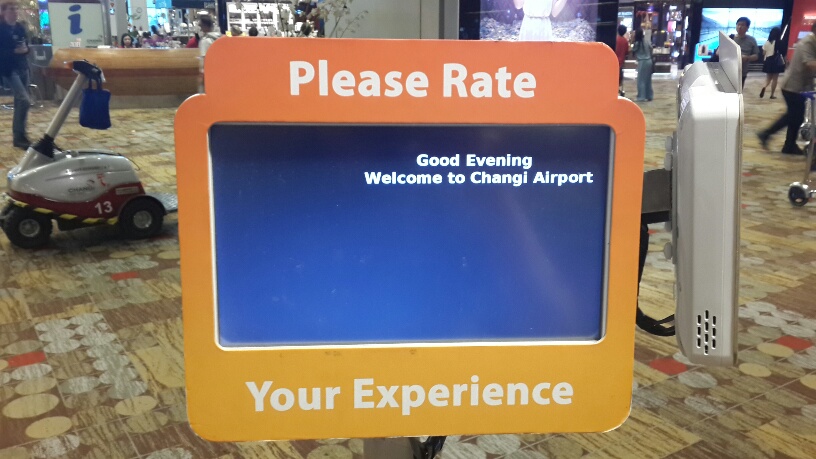 Please Rate
Good Evening
Welcome to Changi Airport
13
Your Experience
i